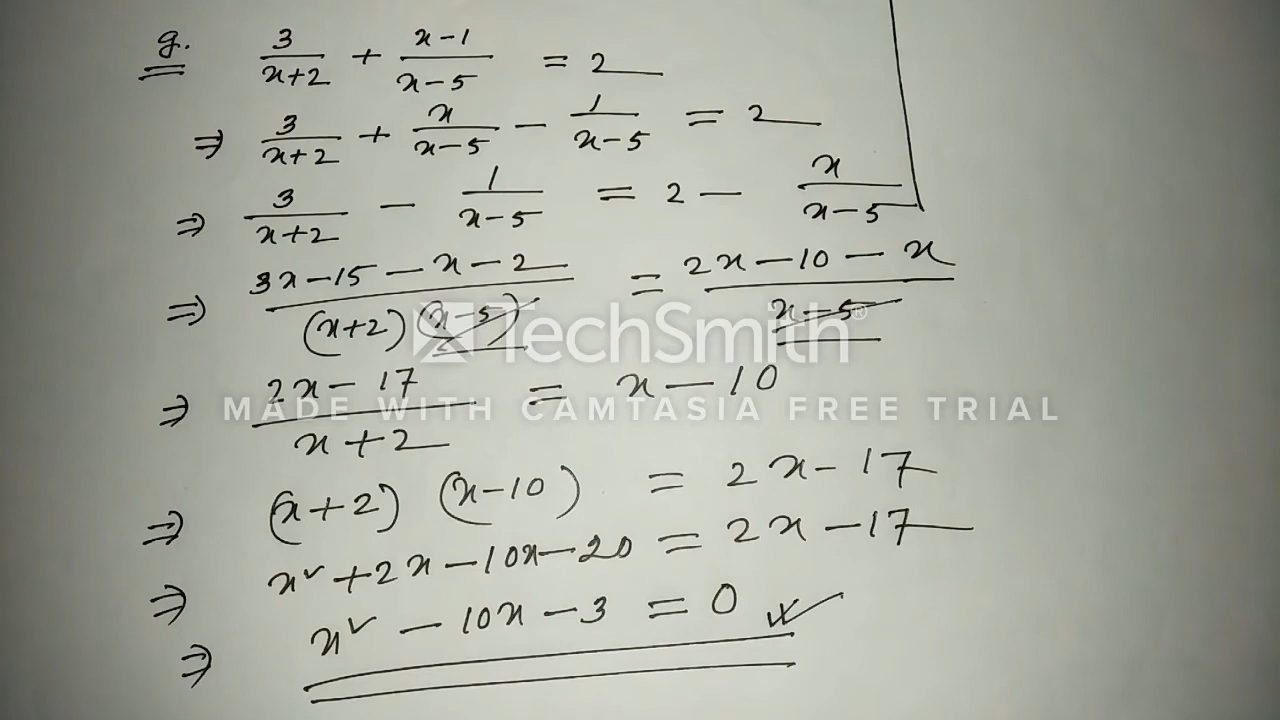 g. 3/(x+2) + (x-1)/(x-5) = 2
⇒ 3/(x+2) + x/(x-5) - 1/(x-5) = 2
⇒ 3/(x+2) - 1/(x-5) = 2 - x/(x-5)
⇒ (3x-15-x-2)/((x+2)(x-5)) = (2x-10-x)/(x-5)
TechSmith®
⇒ (2x-17)/(x+2) = x-10
MADE WITH CAMTASIA FREE TRIAL
⇒ (x+2) (x-10) = 2x-17
⇒ x²+2x-10x-20 = 2x-17
⇒ x² - 10x - 3 = 0